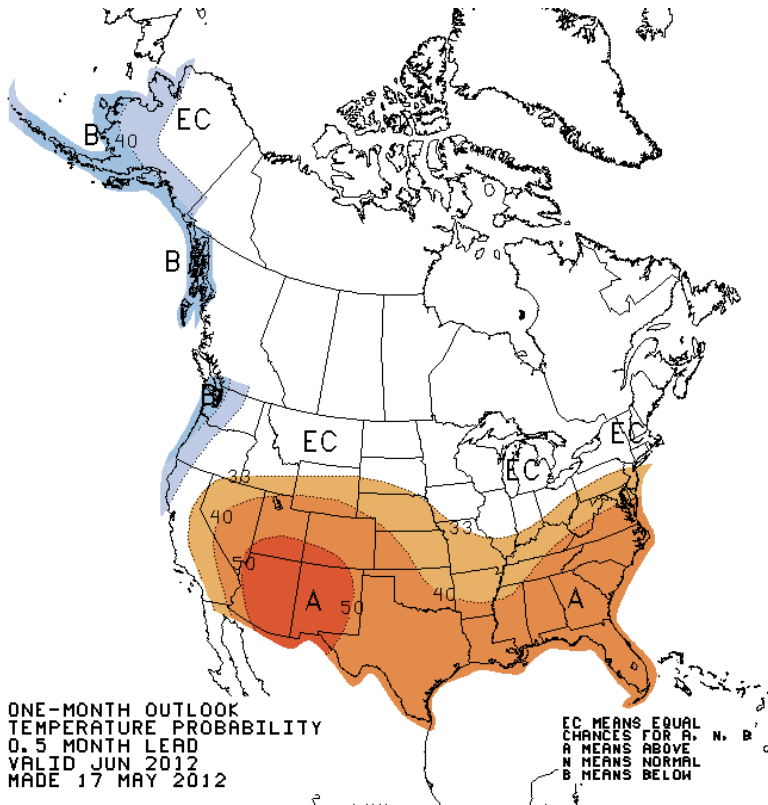 EC
B
40
B
B
EC
EC
EC
33
40
33
50
40
A
50
A
ONE-MONTH OUTLOOK
TEMPERATURE PROBABILITY
0.5 MONTH LEAD
VALID JUN 2012
MADE 17 MAY 2012
EC MEANS EQUAL
CHANCES FOR A, N, B
A MEANS ABOVE
N MEANS NORMAL
B MEANS BELOW